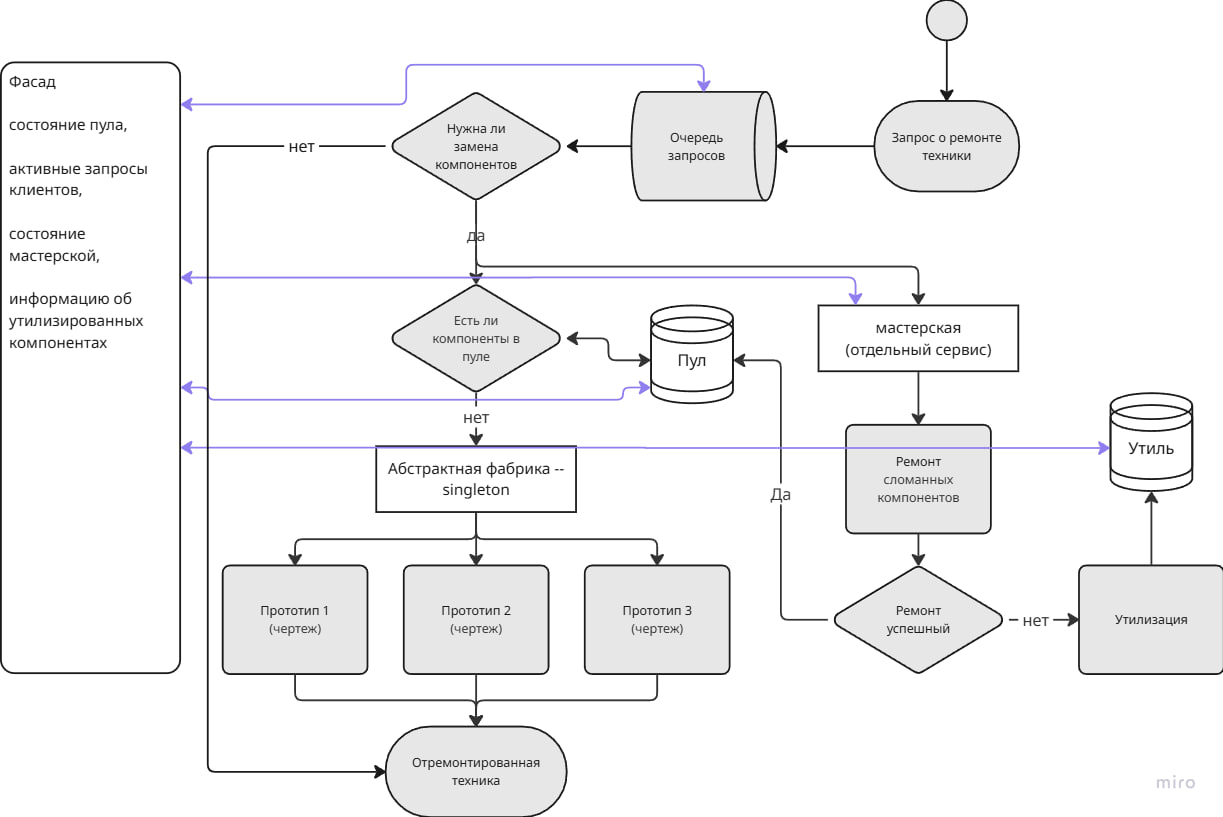 Фасад
состояние пула,
активные запросы
клиентов,
состояние
мастерской,
информацию об
утилизированных
компонентах
Запрос о ремонте
техники
Очередь
запросов
Нужна ли
замена
компонентов
нет
да
Есть ли
компоненты в
пуле
Пул
мастерская
(отдельный сервис)
нет
Абстрактная фабрика --
singleton
Ремонт
сломанных
компонентов
Утиль
Да
Прототип 1
(чертеж)
Прототип 2
(чертеж)
Прототип 3
(чертеж)
Ремонт
успешный
нет
Утилизация
Отремонтированная
техника
miro